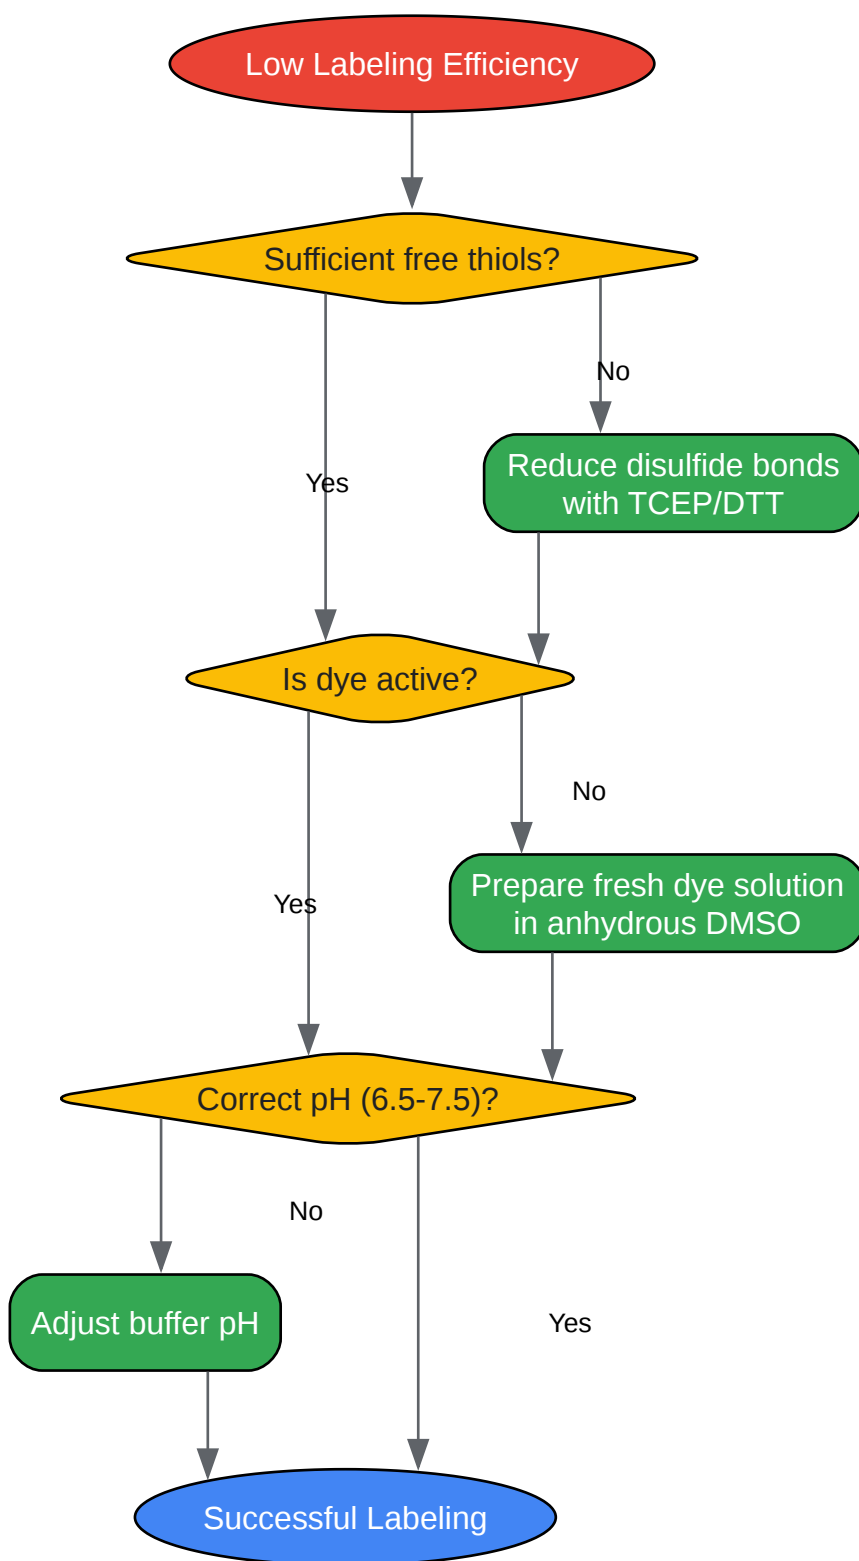 Low Labeling Efficiency
Sufficient free thiols?
No
Reduce disulfide bonds
with TCEP/DTT
Yes
Is dye active?
No
Prepare fresh dye solution
in anhydrous DMSO
Yes
Correct pH (6.5-7.5)?
No
Adjust buffer pH
Yes
Successful Labeling